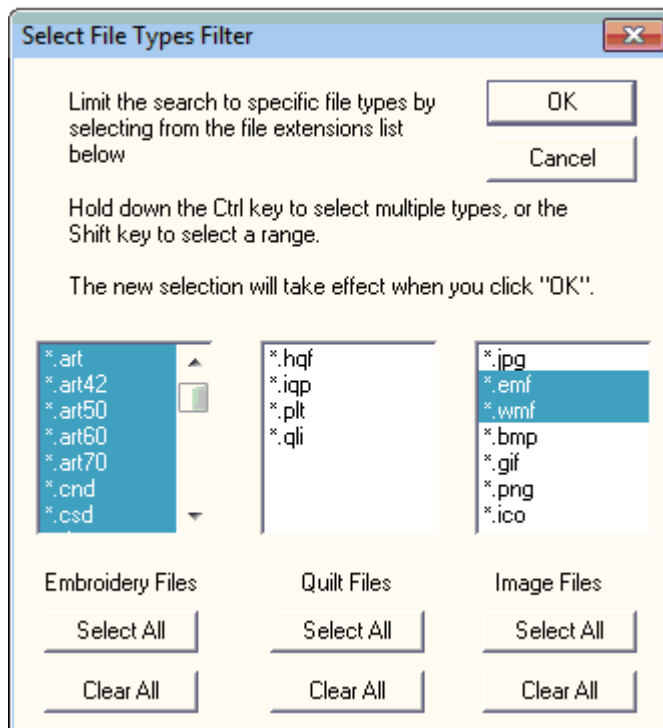 Select File Types Filter
Limit the search to specific file types by
selecting from the file extensions list
below
OK
Cancel
Hold down the Ctrl key to select multiple types, or the
Shift key to select a range.
The new selection will take effect when you click "OK".
*.art
*.art42
*.art50
*.art60
*.art70
*.cnd
*.csd
*.hqf
*.iqp
*.plt
*.qli
*.jpg
*.emf
*.wmf
*.bmp
*.gif
*.png
*.ico
Embroidery Files
Quilt Files
Image Files
Select All
Select All
Select All
Clear All
Clear All
Clear All